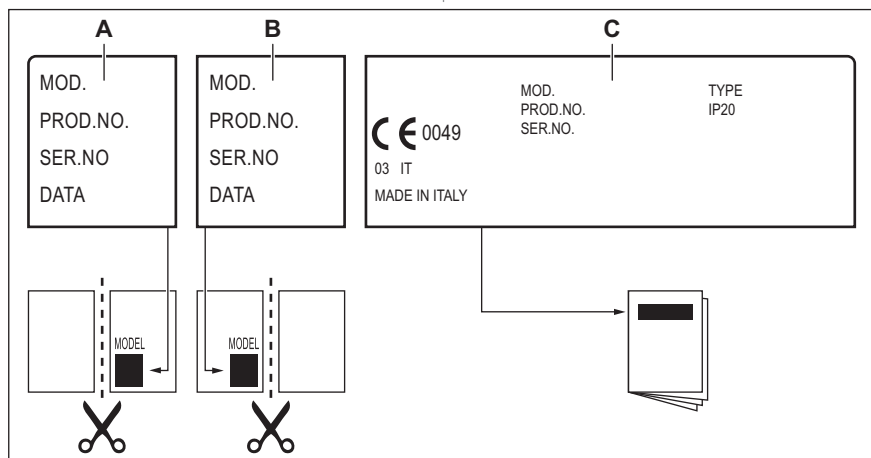 A
B
C
MOD.
PROD.NO.
SER.NO
DATA
MOD.
PROD.NO.
SER.NO
DATA
CE 0049
03 IT
MADE IN ITALY
MOD.
PROD.NO.
SER.NO.
TYPE
IP20
MODEL
MODEL